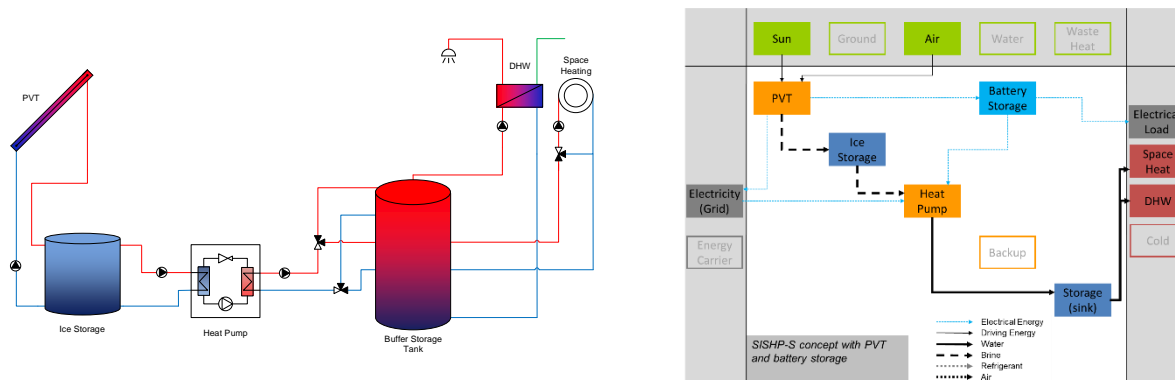 PVT
DHW
Space
Heating
Ice Storage
Heat Pump
Buffer Storage
Tank
Sun
Ground
Air
Water
Waste
Heat
PVT
Battery
Storage
Electrical
Load
Ice
Storage
Space
Heat
Electricity
(Grid)
Heat
Pump
DHW
Energy
Carrier
Backup
Cold
Storage
(sink)
Electrical Energy
Driving Energy
Water
Brine
Refrigerant
Air
SISHP-S concept with PVT
and battery storage